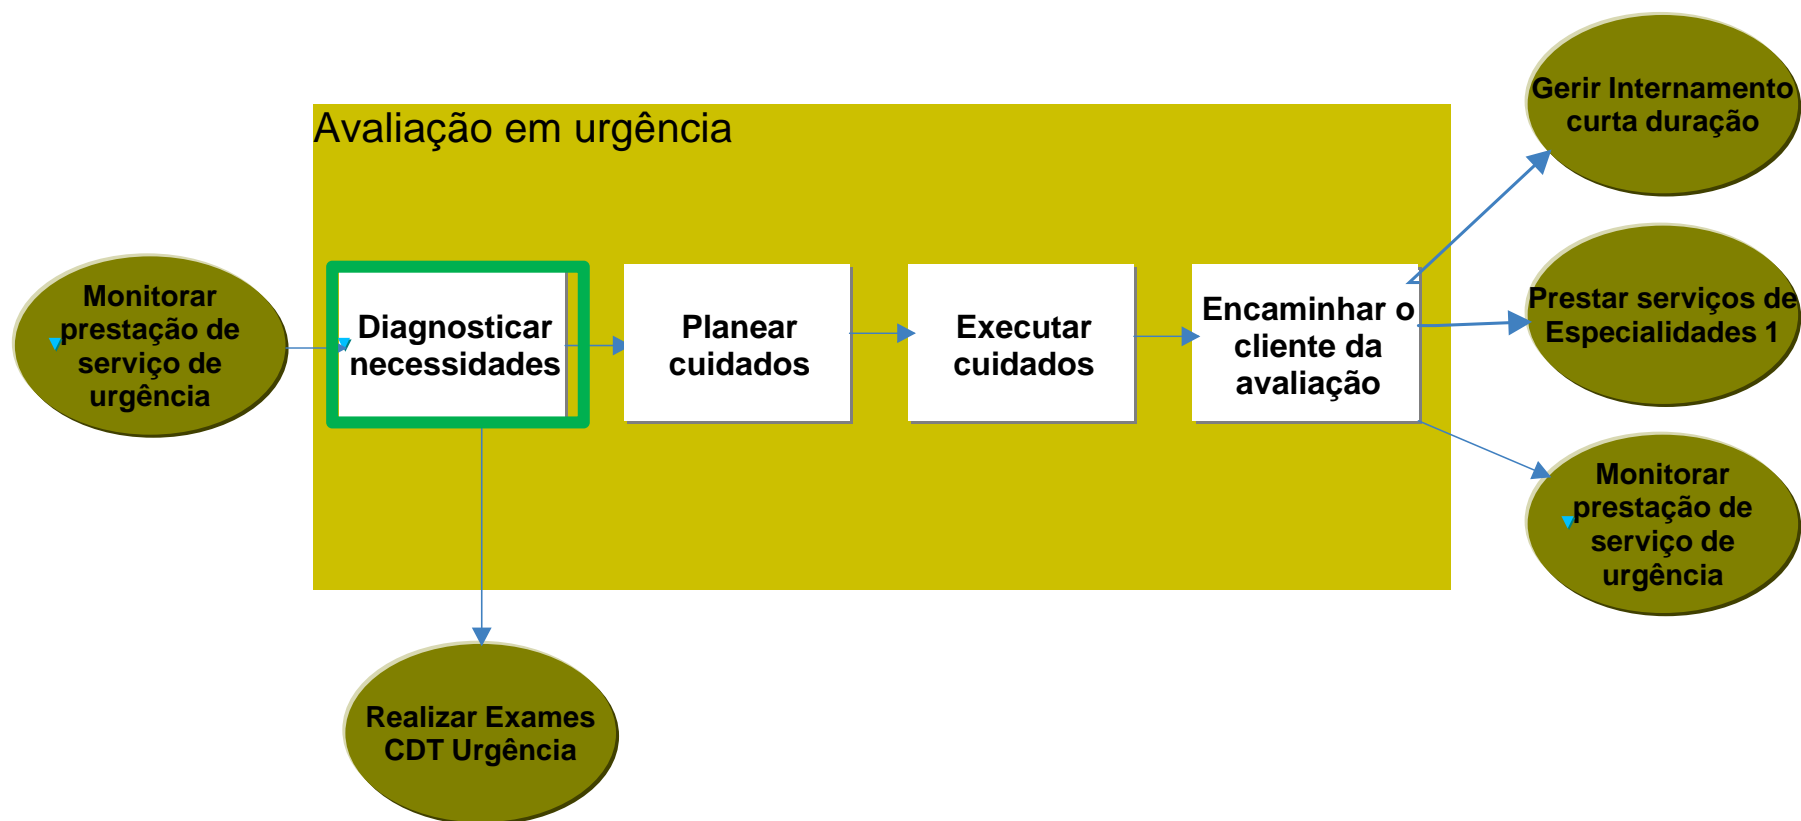 Avaliação em urgência
Gerir Internamento
curta duração
Monitorar
prestação de
serviço de
urgência
Diagnosticar
necessidades
Planear
cuidados
Executar
cuidados
Encaminhar o
cliente da
avaliação
Prestar serviços de
Especialidades 1
Monitorar
prestação de
serviço de
urgência
Realizar Exames
CDT Urgência